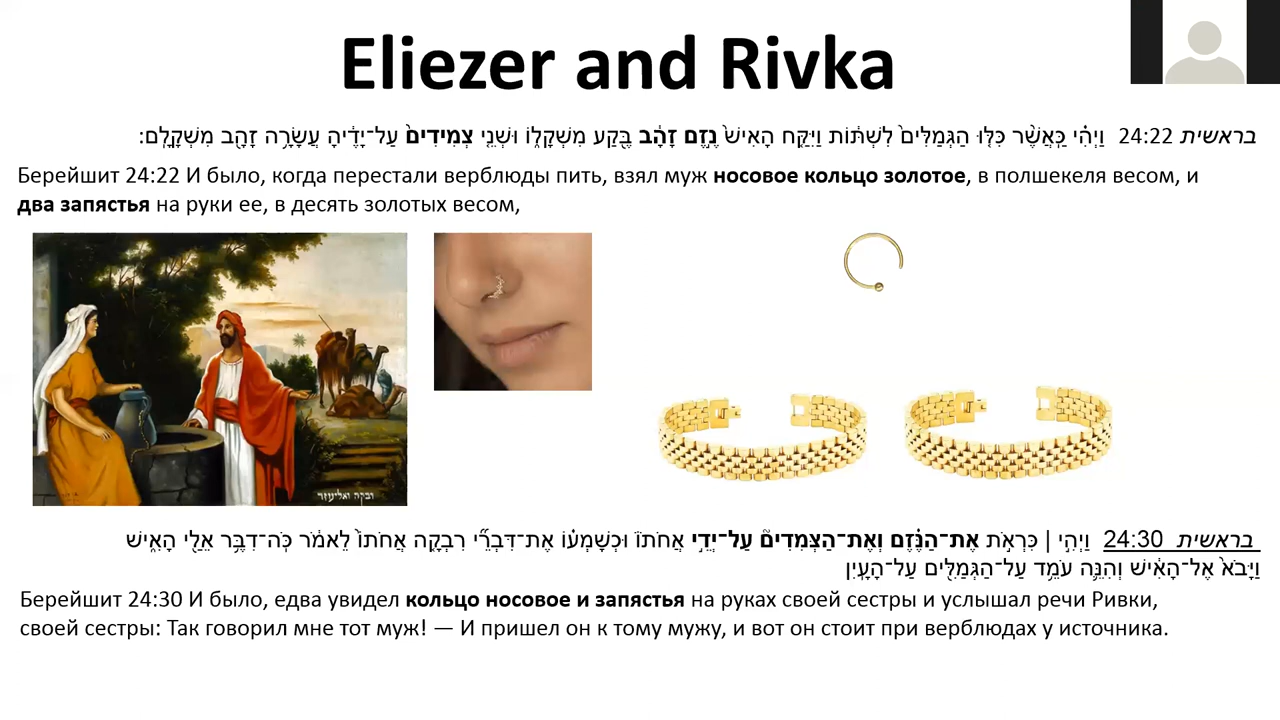 Eliezer and Rivka
בראשית 24:22 וַיְהִ֗י כַּאֲשֶׁ֨ר כִּלּ֤וּ הַגְּמַלִּים֙ לִשְׁתּ֔וֹת וַיִּקַּ֤ח הָאִישׁ֙ נֶ֣זֶם זָהָ֔ב בֶּ֖קַע מִשְׁקָל֑וֹ וּשְׁנֵ֤י צְמִידִים֙ עַל־יָדֶ֔יהָ עֲשָׂרָ֥ה זָהָ֖ב מִשְׁקָלָֽם׃
Берейшит 24:22 И было, когда перестали верблюды пить, взял муж носовое кольцо золотое, в полшекеля весом, и
два запястья на руки ее, в десять золотых весом,
רבקה ואליעזר
בראשית 24:30 וַיְהִ֣י | כִּרְאֹ֣ת אֶת־הַנֶּ֗זֶם וְאֶת־הַצְּמִדִים֮ עַל־יְדֵ֣י אֲחֹתוֹ֒ וּכְשׇׁמְע֗וֹ אֶת־דִּבְרֵ֞י רִבְקָ֤ה אֲחֹתוֹ֙ לֵאמֹ֔ר כֹּֽה־דִבֶּ֥ר אֵלַ֖י הָאִ֑ישׁ
וַיָּבֹא֙ אֶל־הָאִ֔ישׁ וְהִנֵּ֛ה עֹמֵ֥ד עַל־הַגְּמַלִּ֖ים עַל־הָעָֽיִן
Берейшит 24:30 И было, едва увидел кольцо носовое и запястья на руках своей сестры и услышал речи Ривки,
своей сестры: Так говорил мне тот муж! — И пришел он к тому мужу, и вот он стоит при верблюдах у источника.